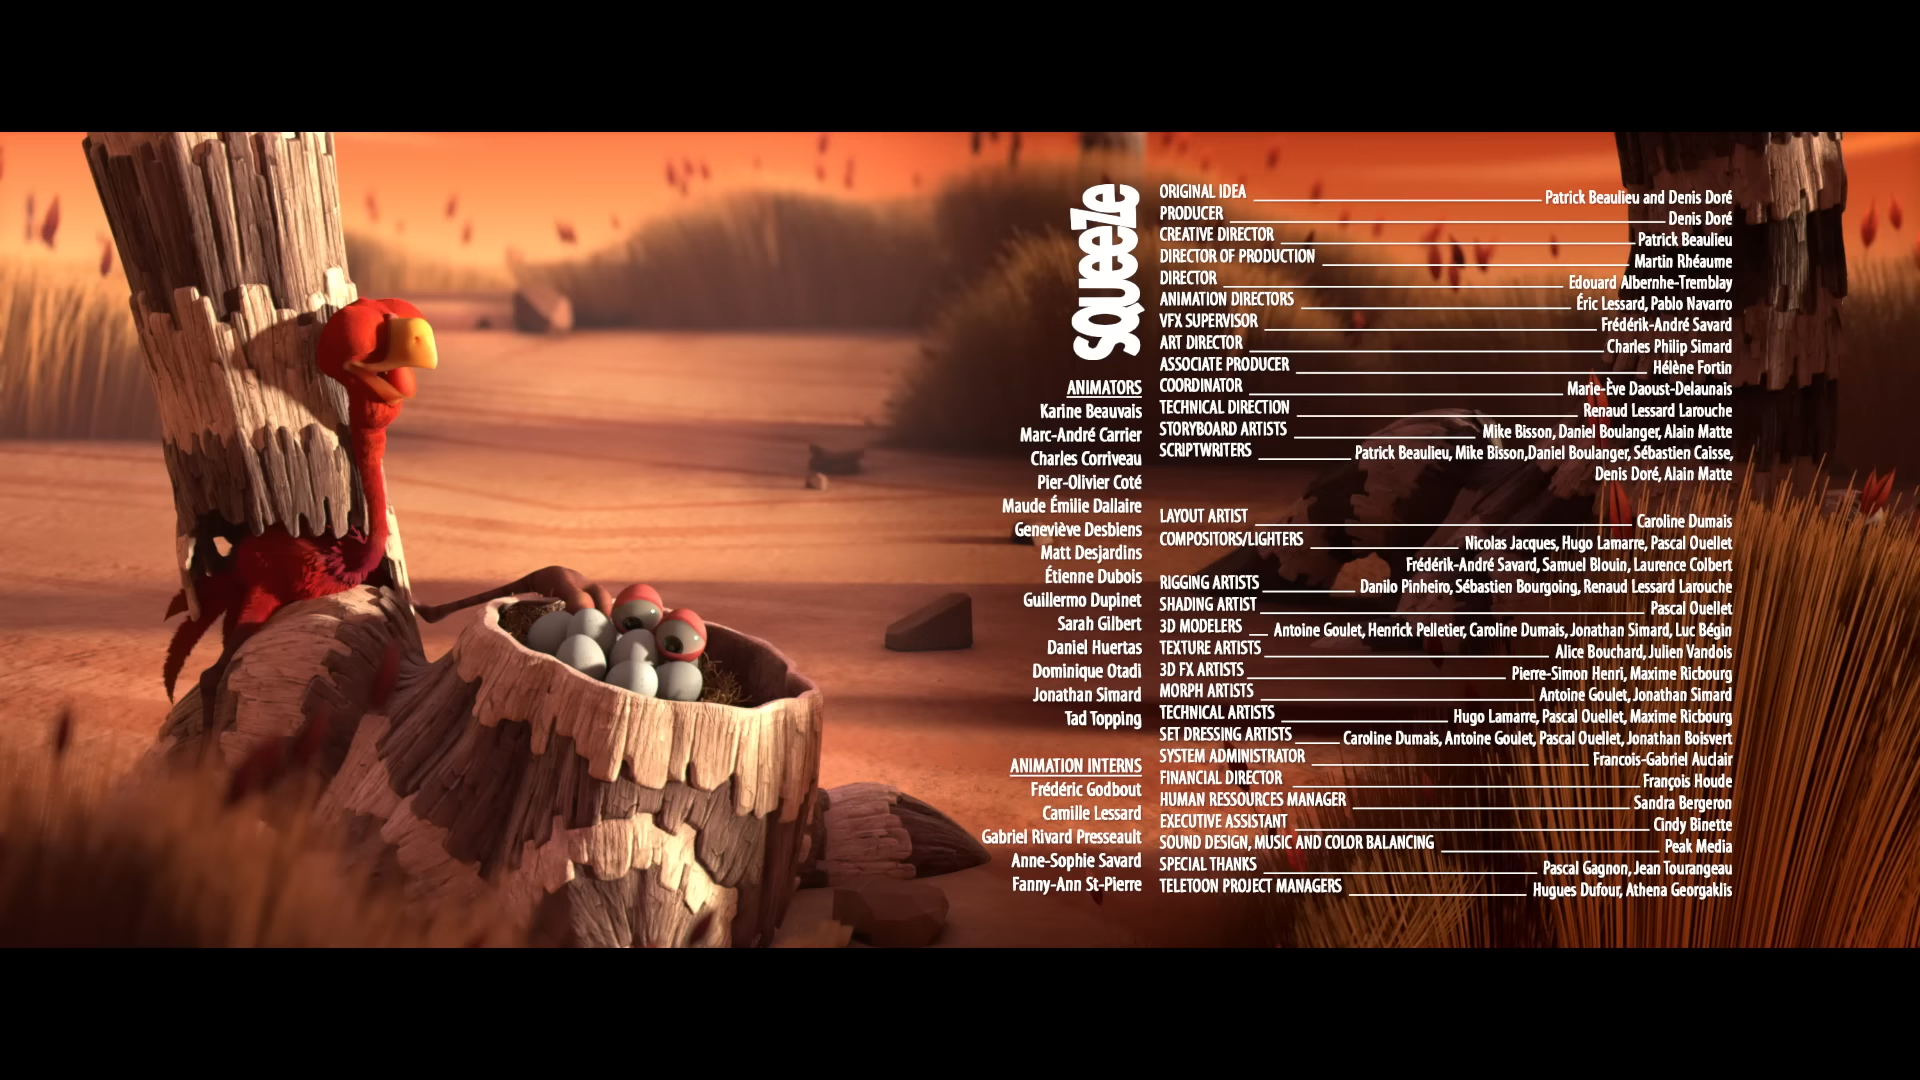 squeeze
ANIMATORS
Karine Beauvais
Marc-André Carrier
Charles Corriveau
Pier-Olivier Coté
Maude Émilie Dallaire
Geneviève Desbiens
Matt Desjardins
Étienne Dubois
Guillermo Dupinet
Sarah Gilbert
Daniel Huertas
Dominique Otadi
Jonathan Simard
Tad Topping
ANIMATION INTERNS
Frédéric Godbout
Camille Lessard
Gabriel Rivard Presseault
Anne-Sophie Savard
Fanny-Ann St-Pierre
ORIGINAL IDEA Patrick Beaulieu and Denis Doré
PRODUCER Denis Doré
CREATIVE DIRECTOR Patrick Beaulieu
DIRECTOR OF PRODUCTION Martin Rhéaume
DIRECTOR Edouard Albernhe-Tremblay
ANIMATION DIRECTORS Éric Lessard, Pablo Navarro
VFX SUPERVISOR Frédérik-André Savard
ART DIRECTOR Charles Philip Simard
ASSOCIATE PRODUCER Hélène Fortin
COORDINATOR Marie-Ève Daoust-Delaunais
TECHNICAL DIRECTION Renaud Lessard Larouche
STORYBOARD ARTISTS Mike Bisson, Daniel Boulanger, Alain Matte
SCRIPTWRITERS Patrick Beaulieu, Mike Bisson,Daniel Boulanger, Sébastien Caisse,
Denis Doré, Alain Matte
LAYOUT ARTIST Caroline Dumais
COMPOSITORS/LIGHTERS Nicolas Jacques, Hugo Lamarre, Pascal Ouellet
Frédérik-André Savard, Samuel Blouin, Laurence Colbert
RIGGING ARTISTS Danilo Pinheiro, Sébastien Bourgoing, Renaud Lessard Larouche
SHADING ARTIST Pascal Ouellet
3D MODELERS Antoine Goulet, Henrick Pelletier, Caroline Dumais, Jonathan Simard, Luc Bégin
TEXTURE ARTISTS Alice Bouchard, Julien Vandois
3D FX ARTISTS Pierre-Simon Henri, Maxime Ricbourg
MORPH ARTISTS Antoine Goulet, Jonathan Simard
TECHNICAL ARTISTS Hugo Lamarre, Pascal Ouellet, Maxime Ricbourg
SET DRESSING ARTISTS Caroline Dumais, Antoine Goulet, Pascal Ouellet, Jonathan Boisvert
SYSTEM ADMINISTRATOR Francois-Gabriel Auclair
FINANCIAL DIRECTOR François Houde
HUMAN RESSOURCES MANAGER Sandra Bergeron
EXECUTIVE ASSISTANT Cindy Binette
SOUND DESIGN, MUSIC AND COLOR BALANCING Peak Media
SPECIAL THANKS Pascal Gagnon, Jean Tourangeau
TELETOON PROJECT MANAGERS Hugues Dufour, Athena Georgaklis